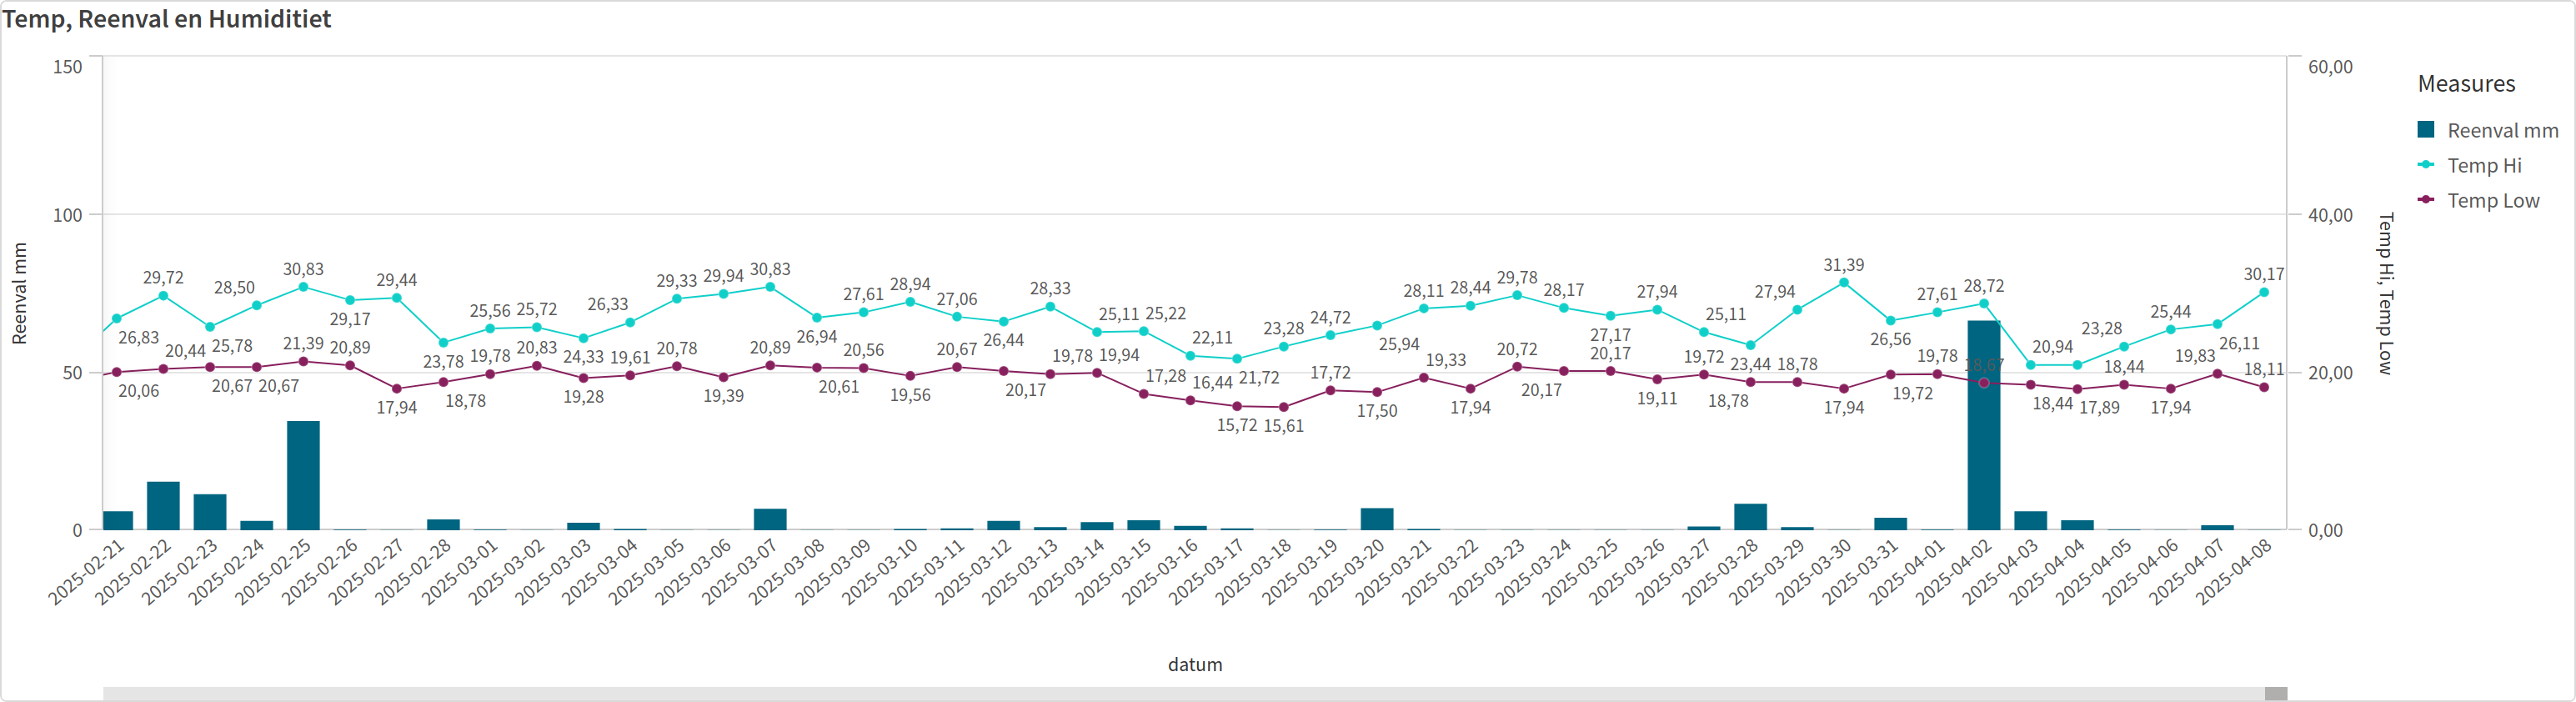 Temp, Reenval en Humiditiet
150
100
50
0
Reenval mm
60,00
40,00
20,00
0,00
Temp Hi, Temp Low
Measures
Reenval mm
Temp Hi
Temp Low
26,83 29,72 25,78 28,50 30,83 29,17 29,44 23,78 25,56 25,72 24,33 26,33 29,33 29,94 30,83 26,94 27,61 28,94 27,06 26,44 28,33 25,11 25,22 22,11 21,72 23,28 24,72 25,94 28,11 28,44 29,78 28,17 27,17 27,94 25,11 23,44 27,94 31,39 26,56 27,61 28,72 20,94 23,28 25,44 26,11 30,17
20,06 20,44 20,67 20,67 21,39 20,89 17,94 18,78 19,78 20,83 19,28 19,61 20,78 19,39 20,89 20,61 20,56 19,56 20,67 20,17 19,78 19,94 17,28 16,44 15,72 15,61 17,72 17,50 19,33 17,94 20,72 20,17 20,17 19,11 19,72 18,78 18,78 17,94 19,72 19,78 18,67 18,44 17,89 18,44 17,94 19,83 18,11
2025-02-21 2025-02-22 2025-02-23 2025-02-24 2025-02-25 2025-02-26 2025-02-27 2025-02-28 2025-03-01 2025-03-02 2025-03-03 2025-03-04 2025-03-05 2025-03-06 2025-03-07 2025-03-08 2025-03-09 2025-03-10 2025-03-11 2025-03-12 2025-03-13 2025-03-14 2025-03-15 2025-03-16 2025-03-17 2025-03-18 2025-03-19 2025-03-20 2025-03-21 2025-03-22 2025-03-23 2025-03-24 2025-03-25 2025-03-26 2025-03-27 2025-03-28 2025-03-29 2025-03-30 2025-03-31 2025-04-01 2025-04-02 2025-04-03 2025-04-04 2025-04-05 2025-04-06 2025-04-07 2025-04-08
datum